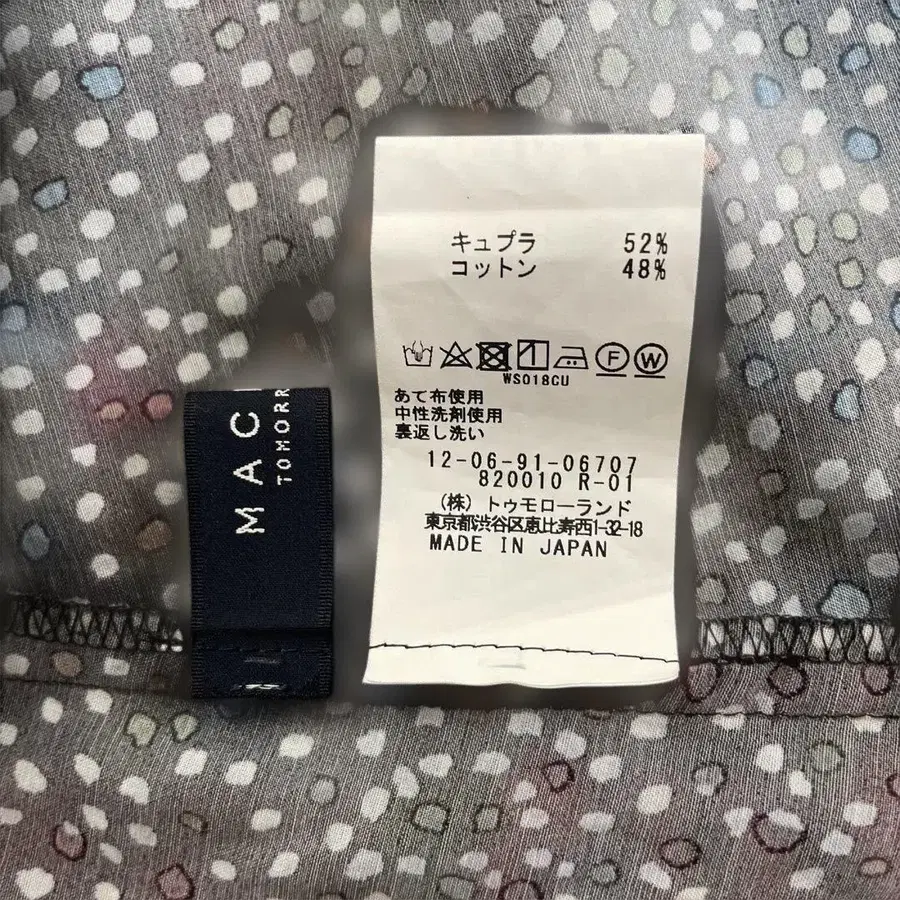 MAC
TOMORR
キュプラ 52%
コットン 48%
WS018CU
あて布使用
中性洗剤使用
裏返し洗い
12-06-91-06707
820010 R-01
(株) トゥモローランド
東京都渋谷区恵比寿西1-32-18
MADE IN JAPAN
1
F
W